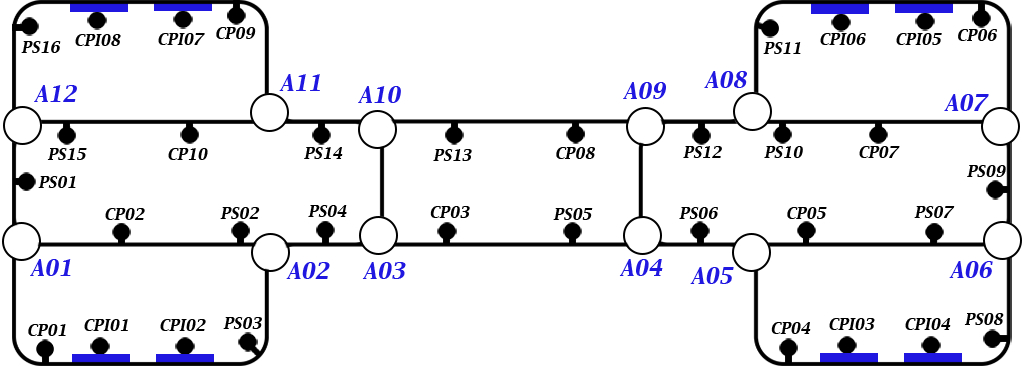 PS16 CPI08 CPI07 CP09 PS11 CPI06 CPI05 CP06
A12 A11 A10 A09 A08 A07
PS15 CP10 PS14 PS13 CP08 PS12 PS10 CP07
PS01 PS09
CP02 PS02 PS04 CP03 PS05 PS06 CP05 PS07
A01 A02 A03 A04 A05 A06
CP01 CPI01 CPI02 PS03 CP04 CPI03 CPI04 PS08